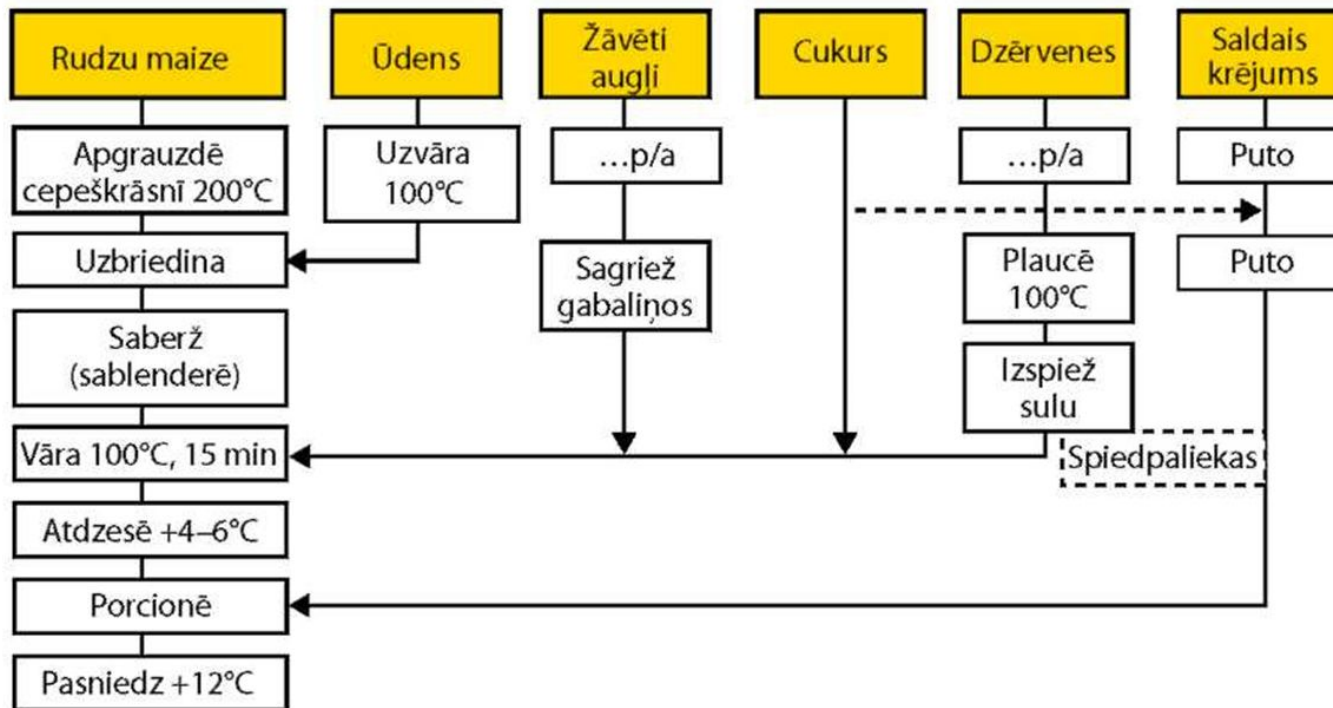 Rudzu maize
Ūdens
Žāvēti
augļi
Cukurs
Dzērvenes
Saldais
krējums
Apgrauzdē
cepeškrāsnī 200°C
Uzvāra
100°C
...p/a
...p/a
Puto
Uzbriedina
Sagriež
gabaliņos
Plaucē
100°C
Puto
Saberž
(sablenderē)
Izspiež
sulu
Vāra 100°C, 15 min
Spiedpaliekas
Atdzesē +4–6°C
Porcionē
Pasniedz +12°C